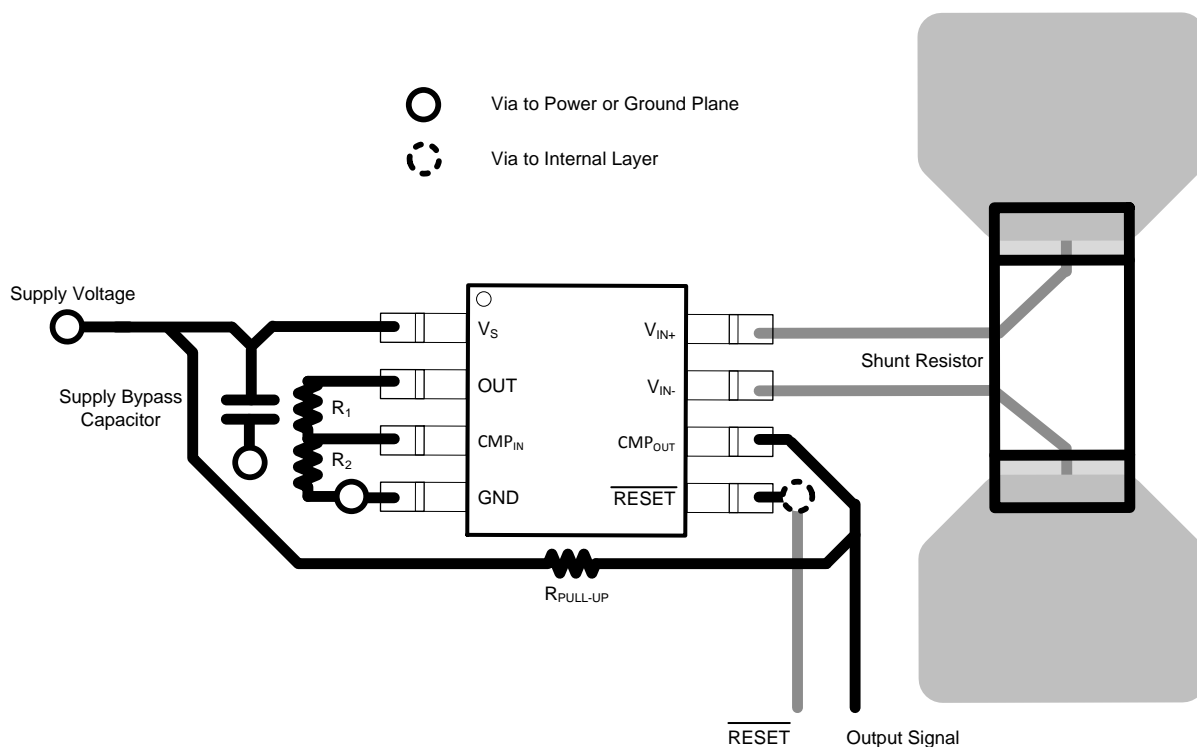 Via to Power or Ground Plane
Via to Internal Layer
Supply Voltage
Supply Bypass
Capacitor
R1
R2
VS
OUT
CMPIN
GND
VIN+
VIN-
CMPOUT
RESET
Shunt Resistor
RPULL-UP
RESET
Output Signal